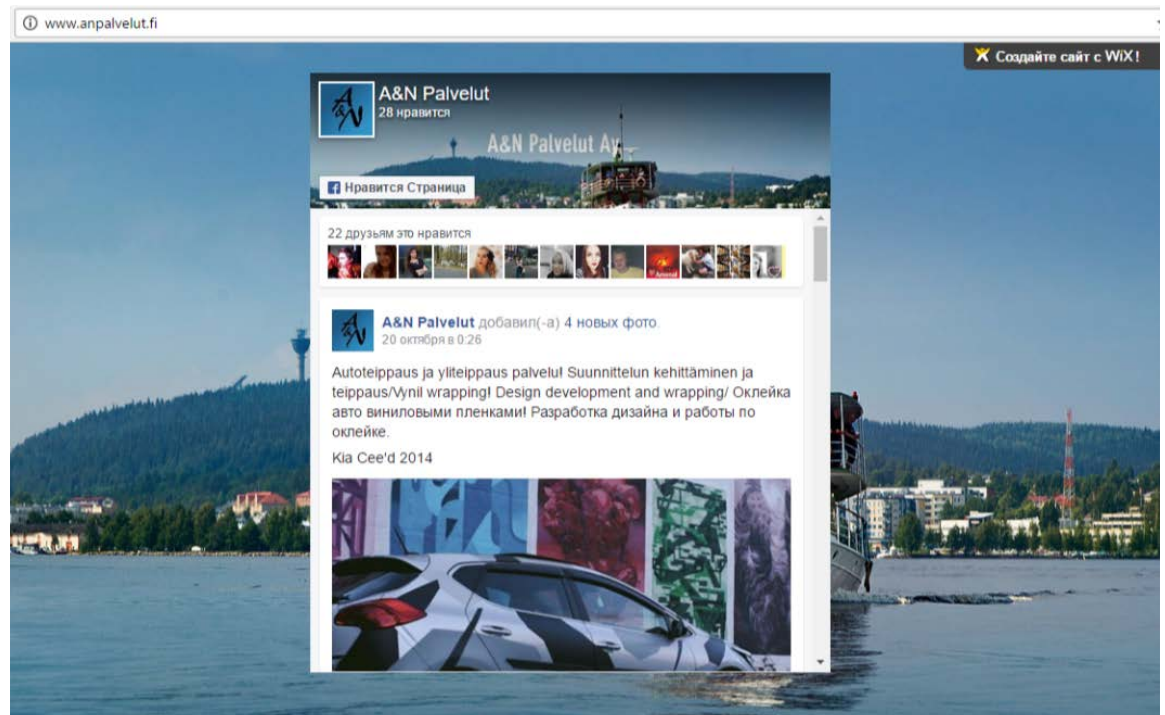 www.anpalvelut.fi
Создайте сайт с WiX!
A&N
A&N Palvelut
28 нравится
A&N Palvelut Ay
Нравится Страница
22 друзьям это нравится
Arsenal
A&N
A&N Palvelut добавил(-а) 4 новых фото.
20 октября в 0:26
Autoteippaus ja yliteippaus palvelu! Suunnittelun kehittäminen ja
teippaus/Vynil wrapping! Design development and wrapping/ Оклейка
авто виниловыми пленками! Разработка дизайна и работы по
оклейке.
Kia Cee'd 2014